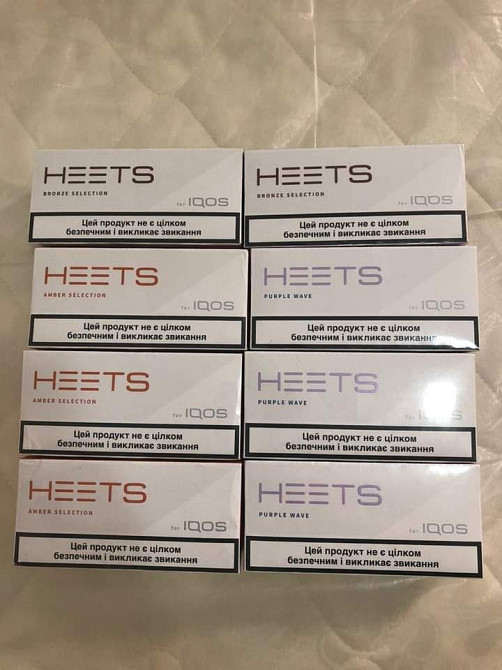 HEETS
BRONZE SELECTION
for IQOS
Цей продукт не є цілком
безпечним і викликає звикання
HEETS
BRONZE SELECTION
for IQOS
Цей продукт не є цілком
безпечним і викликає звикання
HEETS
AMBER SELECTION
for IQOS
Цей продукт не є цілком
безпечним і викликає звикання
HEETS
PURPLE WAVE
for IQOS
Цей продукт не є цілком
безпечним і викликає звикання
HEETS
AMBER SELECTION
for IQOS
Цей продукт не є цілком
безпечним і викликає звикання
HEETS
PURPLE WAVE
for IQOS
Цей продукт не є цілком
безпечним і викликає звикання
HEETS
AMBER SELECTION
for IQOS
Цей продукт не є цілком
безпечним і викликає звикання
HEETS
PURPLE WAVE
for IQOS
Цей продукт не є цілком
безпечним і викликає звикання